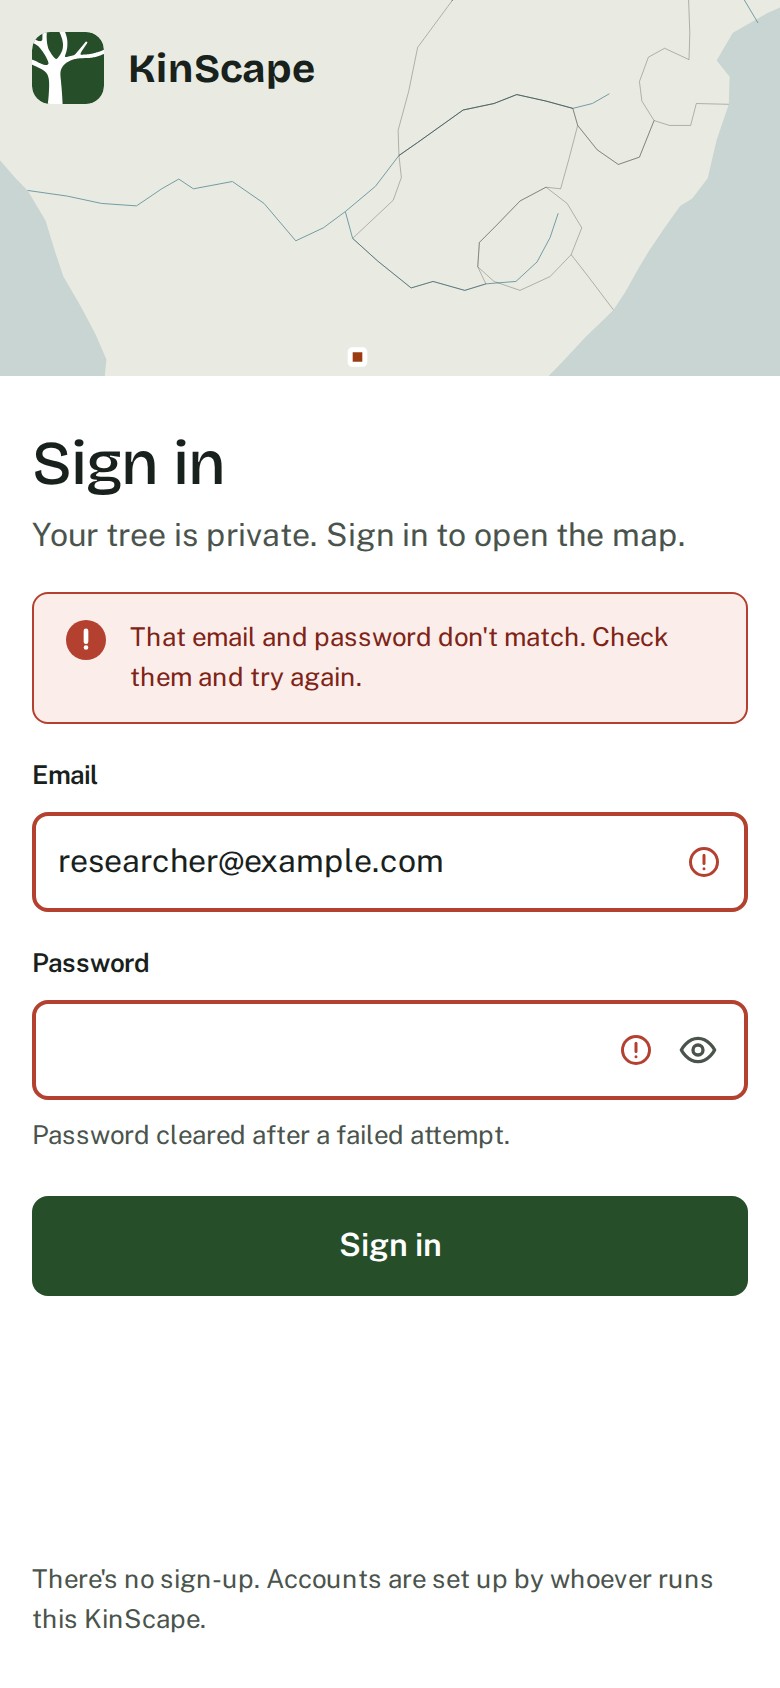 KinScape
Sign in
Your tree is private. Sign in to open the map.
That email and password don't match. Check
them and try again.
Email
researcher@example.com
Password
Password cleared after a failed attempt.
Sign in
There's no sign-up. Accounts are set up by whoever runs
this KinScape.